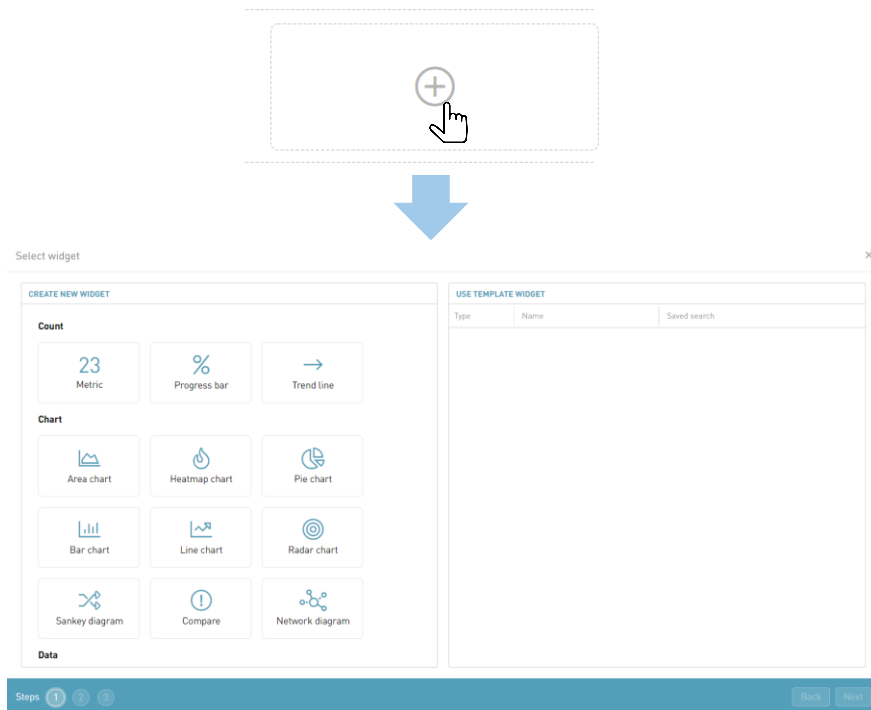 Select widget
CREATE NEW WIDGET
Count
23
Metric
%
Progress bar
Trend line
Chart
Area chart
Heatmap chart
Pie chart
Bar chart
Line chart
Radar chart
Sankey diagram
Compare
Network diagram
Data
USE TEMPLATE WIDGET
Type Name Saved search
Steps 1 2 3
Back Next